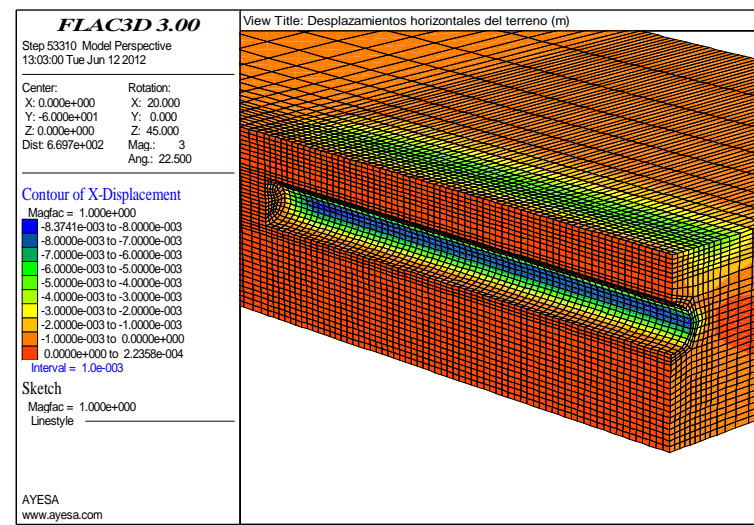 FLAC3D 3.00
Step 53310 Model Perspective
13:03:00 Tue Jun 12 2012
Center:
X: 0.000e+000
Y: -6.000e+001
Z: 0.000e+000
Dist: 6.697e+002
Rotation:
X: 20.000
Y: 0.000
Z: 45.000
Mag.: 3
Ang.: 22.500
Contour of X-Displacement
Magfac = 1.000e+000
-8.3741e-003 to -8.0000e-003
-8.0000e-003 to -7.0000e-003
-7.0000e-003 to -6.0000e-003
-6.0000e-003 to -5.0000e-003
-5.0000e-003 to -4.0000e-003
-4.0000e-003 to -3.0000e-003
-3.0000e-003 to -2.0000e-003
-2.0000e-003 to -1.0000e-003
-1.0000e-003 to 0.0000e+000
0.0000e+000 to 2.2358e-004
Interval = 1.0e-003
Sketch
Magfac = 1.000e+000
Linestyle
AYESA
www.ayesa.com
View Title: Desplazamientos horizontales del terreno (m)